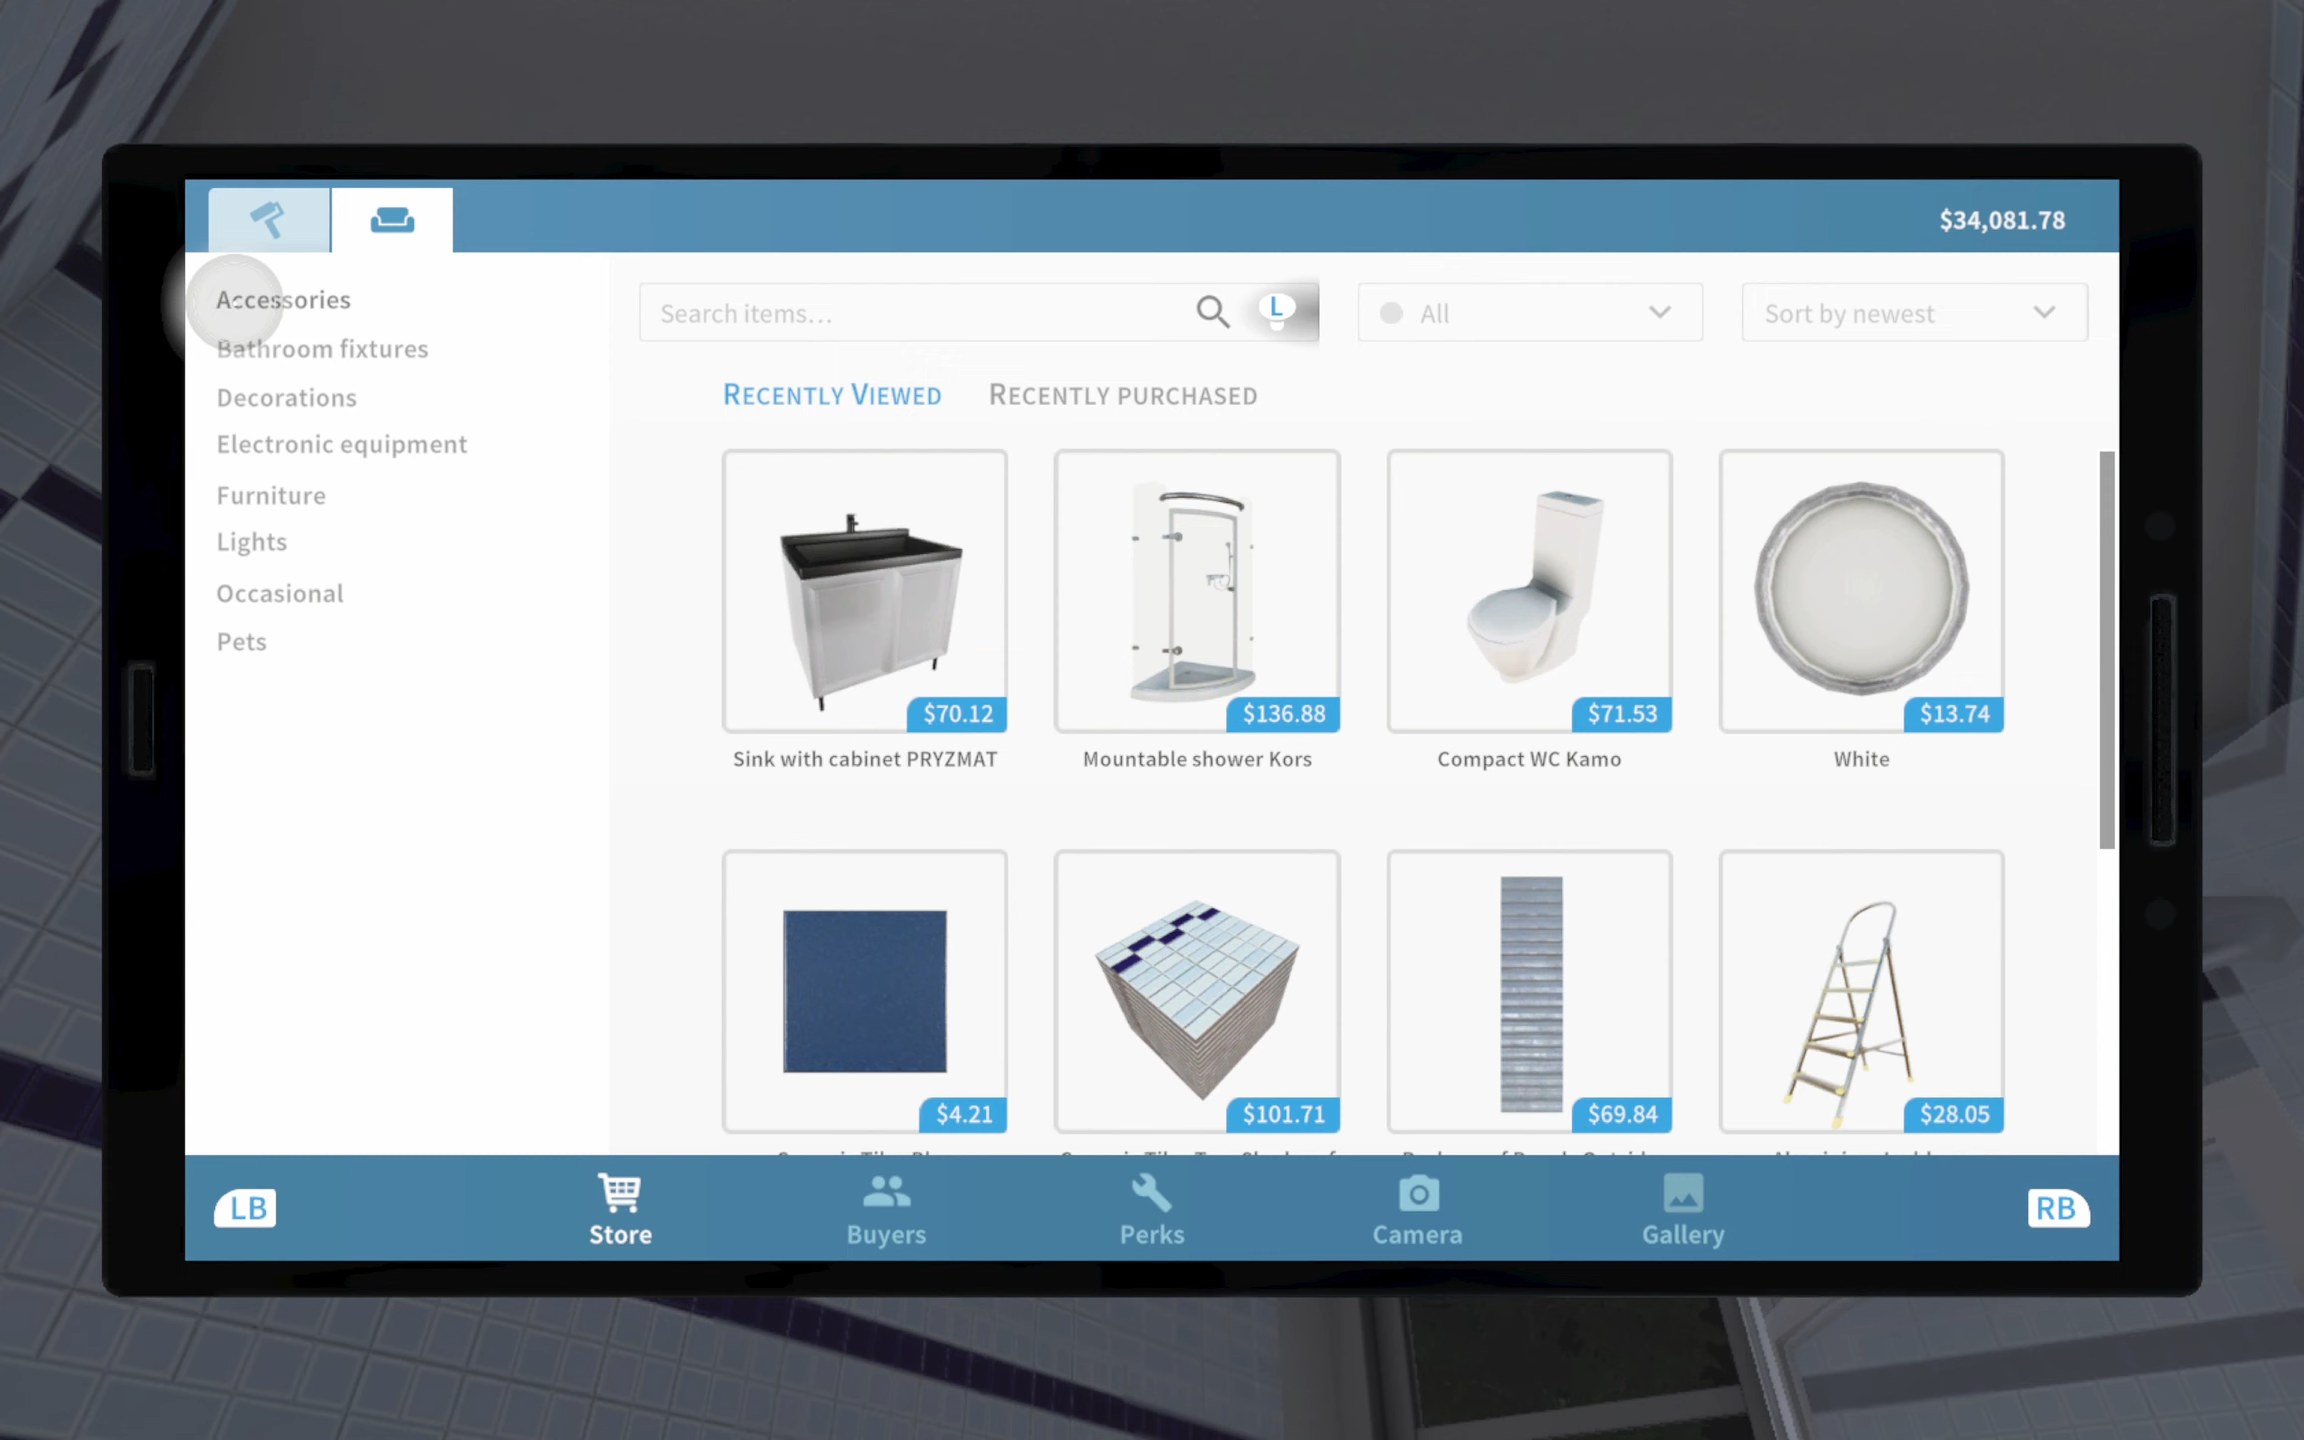 $34,081.78
Accessories
Bathroom fixtures
Decorations
Electronic equipment
Furniture
Lights
Occasional
Pets
Search items...
L
All
Sort by newest
RECENTLY VIEWED RECENTLY PURCHASED
$70.12 $136.88 $71.53 $13.74
Sink with cabinet PRYZMAT Mountable shower Kors Compact WC Kamo White
$4.21 $101.71 $69.84 $28.05
LB Store Buyers Perks Camera Gallery RB